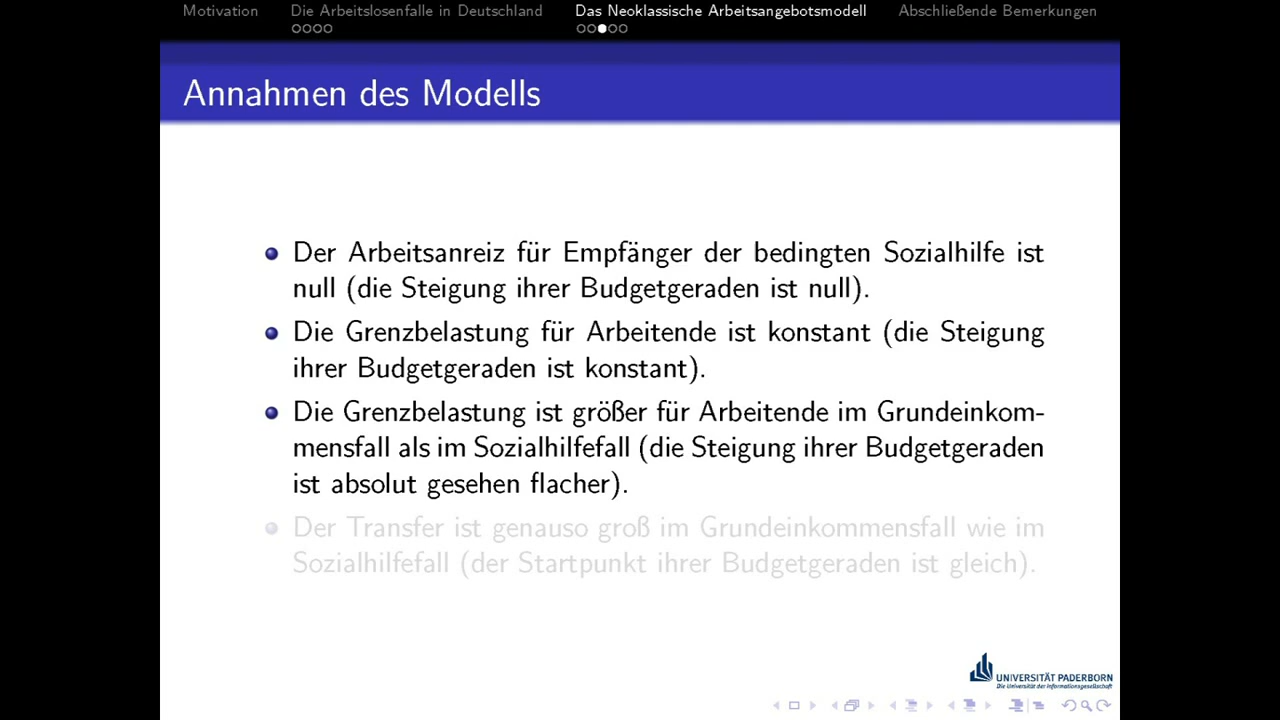 Motivation Die Arbeitslosenfalle in Deutschland Das Neoklassische Arbeitsangebotsmodell Abschließende Bemerkungen
Annahmen des Modells
Der Arbeitsanreiz für Empfänger der bedingten Sozialhilfe ist
null (die Steigung ihrer Budgetgeraden ist null).
Die Grenzbelastung für Arbeitende ist konstant (die Steigung
ihrer Budgetgeraden ist konstant).
Die Grenzbelastung ist größer für Arbeitende im Grundeinkom-
mensfall als im Sozialhilfefall (die Steigung ihrer Budgetgeraden
ist absolut gesehen flacher).
Der Transfer ist genauso groß im Grundeinkommensfall wie im
Sozialhilfefall (der Startpunkt ihrer Budgetgeraden ist gleich).
UNIVERSITÄT PADERBORN
Die Universität der Informationsgesellschaft